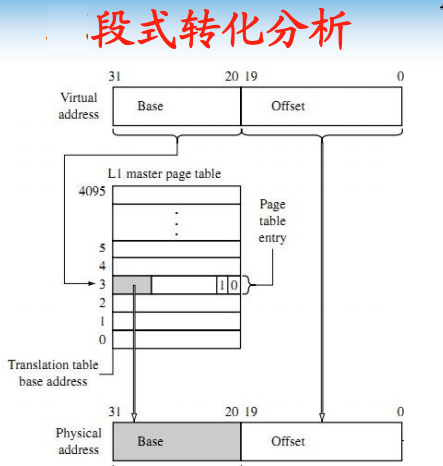 段式转化分析
31 20 19 0
Virtual address Base Offset
L1 master page table
4095
Page table entry
5
4
3 1 0
2
1
0
Translation table base address
31 20 19 0
Physical address Base Offset